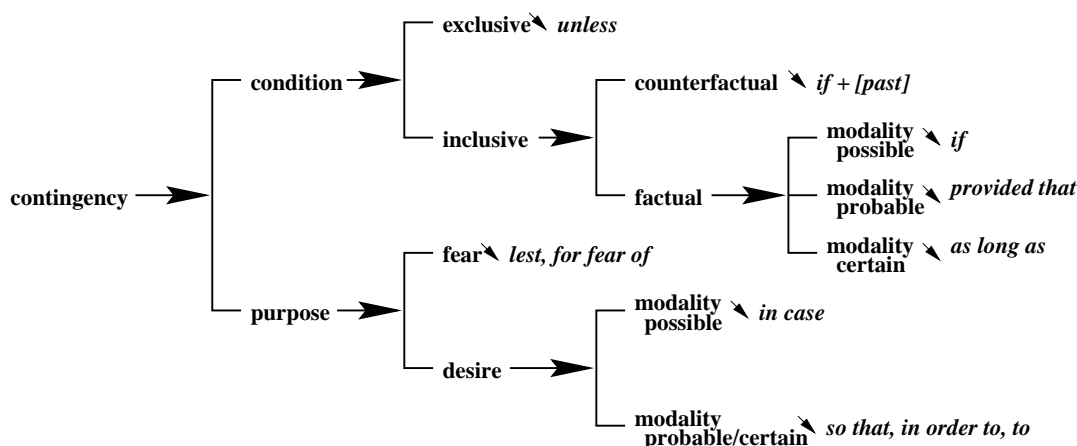 exclusive unless
condition
counterfactual if + [past]
inclusive
modality
possible if
contingency
factual
modality
probable provided that
fear lest, for fear of
modality
certain as long as
purpose
modality
possible in case
desire
modality
probable/certain so that, in order to, to